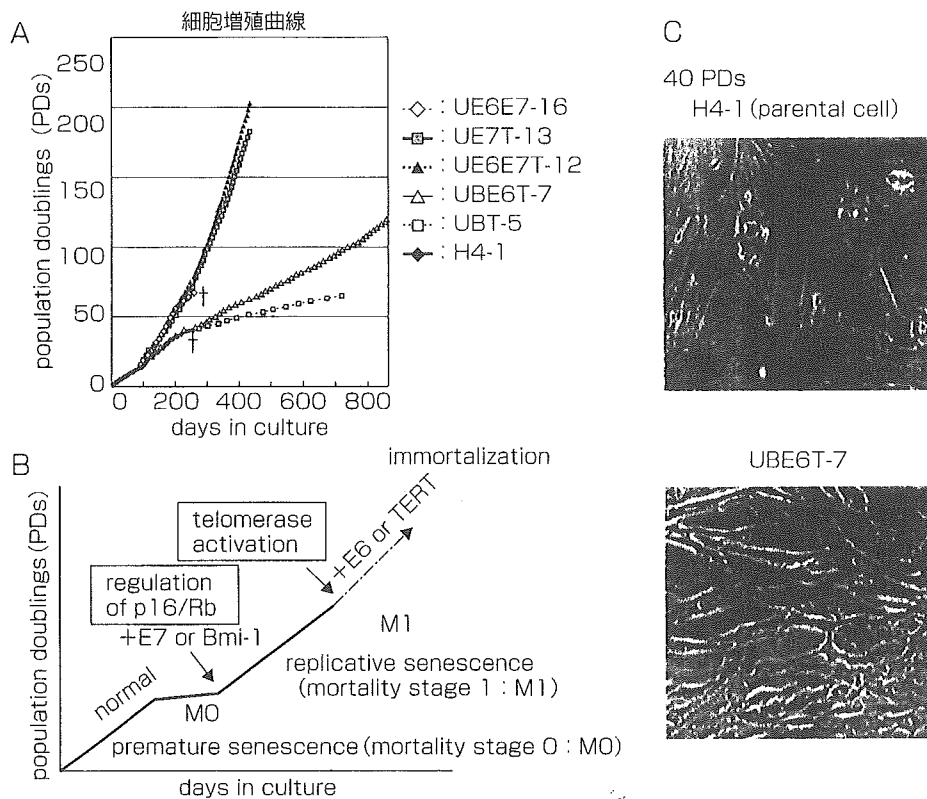 A
細胞増殖曲線
population doublings (PDs)
250
200
150
100
50
0
0 200 400 600 800
days in culture
†
†
: UE6E7-16
: UE7T-13
: UE6E7T-12
: UBE6T-7
: UBT-5
: H4-1
B
population doublings (PDs)
immortalization
telomerase
activation
+E6 or TERT
regulation
of p16/Rb
+E7 or Bmi-1
normal
M0
M1
replicative senescence
(mortality stage 1 : M1)
premature senescence (mortality stage 0 : M0)
days in culture
C
40 PDs
H4-1 (parental cell)
UBE6T-7